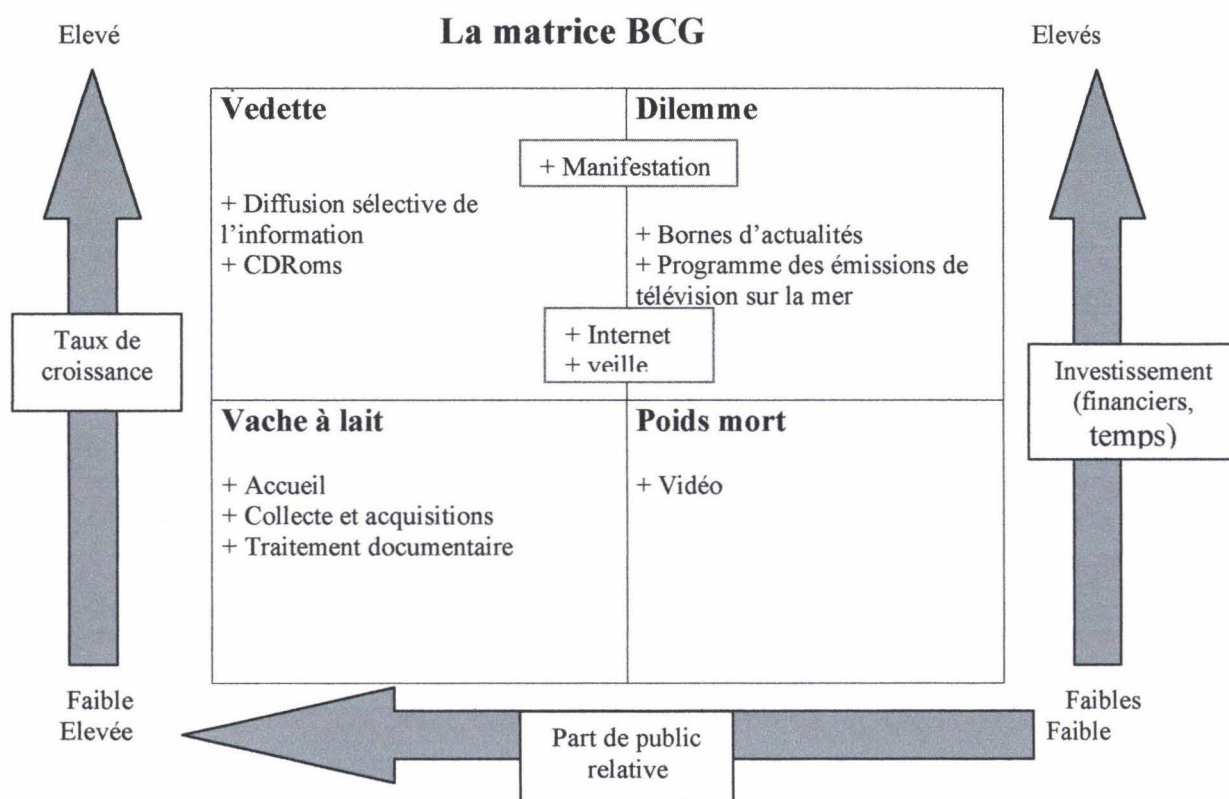 La matrice BCG
Elevé
Elevés
Vedette
Dilemme
+ Manifestation
+ Diffusion sélective de
l'information
+ CDRoms
+ Bornes d'actualités
+ Programme des émissions de
télévision sur la mer
+ Internet
+ veille
Taux de
croissance
Investissement
(financiers,
temps)
Vache à lait
Poids mort
+ Accueil
+ Collecte et acquisitions
+ Traitement documentaire
+ Vidéo
Faible
Elevée
Faibles
Faible
Part de public
relative